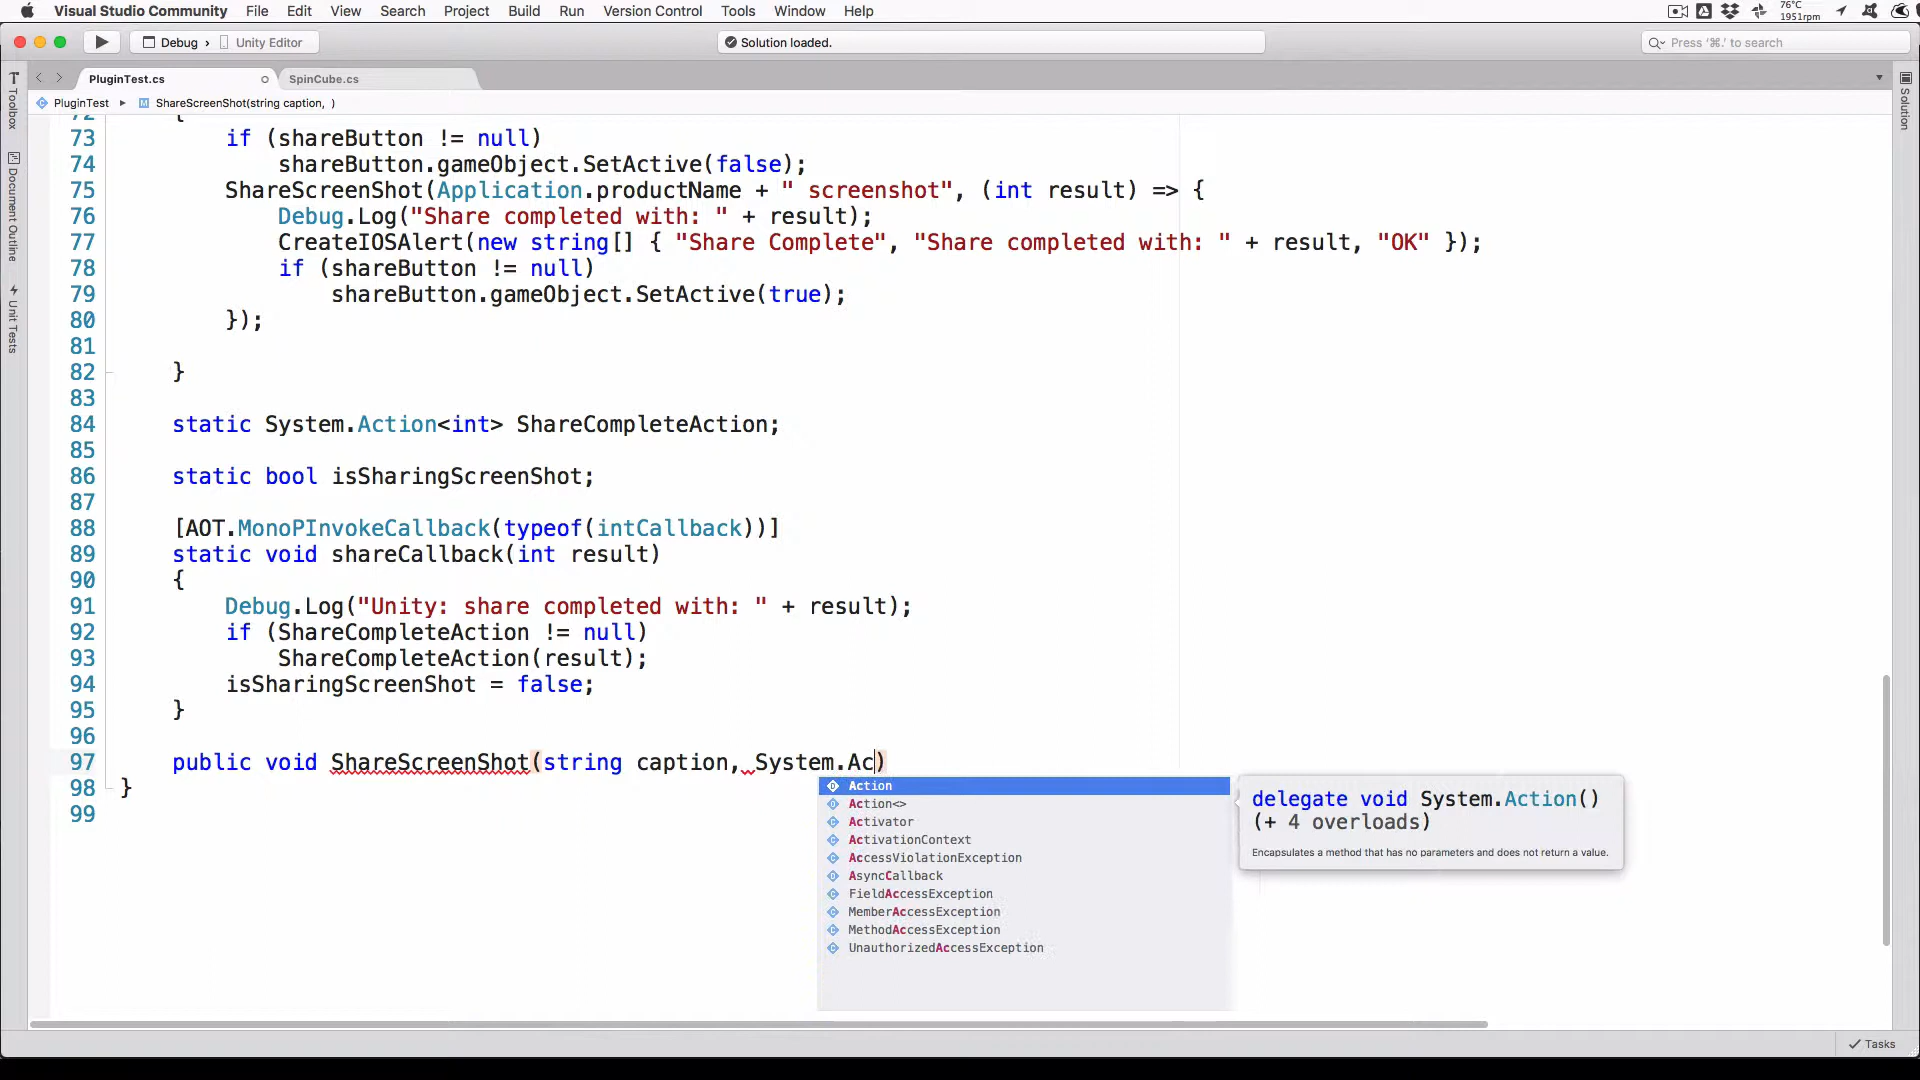 Visual Studio Community File Edit View Search Project Build Run Version Control Tools Window Help 76°C 1951rpm
Debug › Unity Editor Solution loaded. Press '⌘.' to search
PluginTest.cs SpinCube.cs
PluginTest ▸ ShareScreenShot(string caption, )
Toolbox
Document Outline
Unit Tests
Solution
72 {
73 if (shareButton != null)
74 shareButton.gameObject.SetActive(false);
75 ShareScreenShot(Application.productName + " screenshot", (int result) => {
76 Debug.Log("Share completed with: " + result);
77 CreateIOSAlert(new string[] { "Share Complete", "Share completed with: " + result, "OK" });
78 if (shareButton != null)
79 shareButton.gameObject.SetActive(true);
80 });
81
82 }
83
84 static System.Action<int> ShareCompleteAction;
85
86 static bool isSharingScreenShot;
87
88 [AOT.MonoPInvokeCallback(typeof(intCallback))]
89 static void shareCallback(int result)
90 {
91 Debug.Log("Unity: share completed with: " + result);
92 if (ShareCompleteAction != null)
93 ShareCompleteAction(result);
94 isSharingScreenShot = false;
95 }
96
97 public void ShareScreenShot(string caption, System.Ac)
98 }
99
Action
Action<>
Activator
ActivationContext
AccessViolationException
AsyncCallback
FieldAccessException
MemberAccessException
MethodAccessException
UnauthorizedAccessException
delegate void System.Action()
(+ 4 overloads)
Encapsulates a method that has no parameters and does not return a value.
Tasks